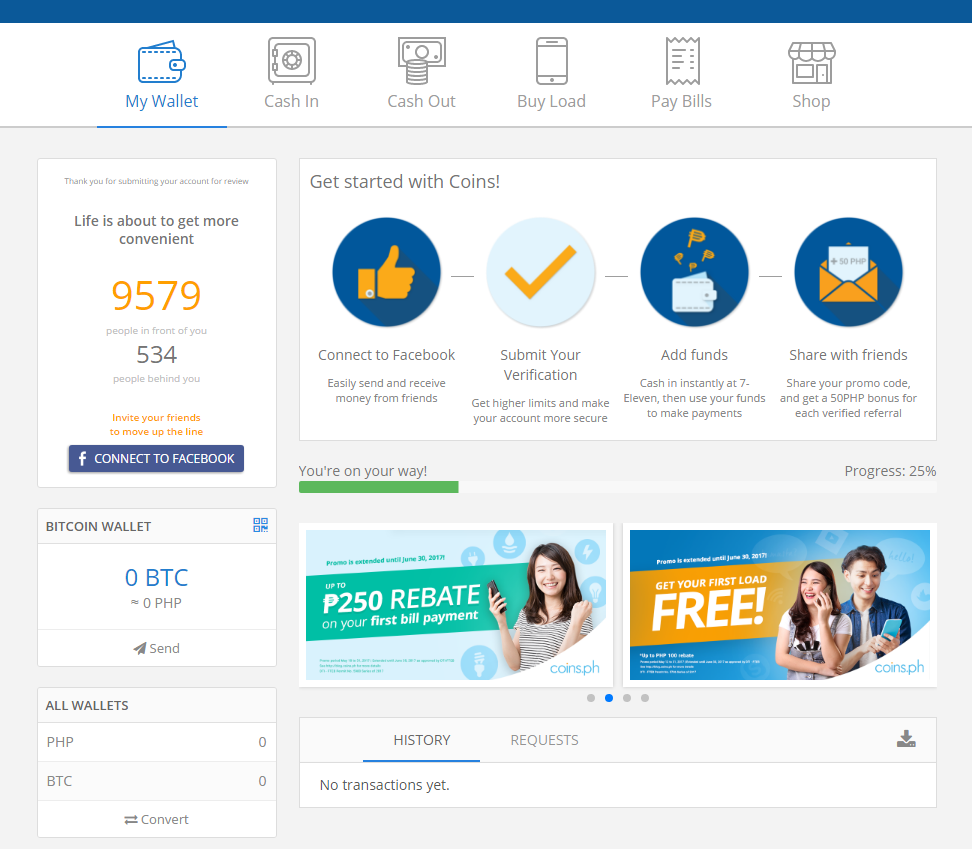 My Wallet
Cash In
Cash Out
Buy Load
Pay Bills
Shop
Thank you for submitting your account for review
Life is about to get more
convenient
9579
people in front of you
534
people behind you
Invite your friends
to move up the line
f CONNECT TO FACEBOOK
BITCOIN WALLET
0 BTC
≈ 0 PHP
Send
ALL WALLETS
PHP 0
BTC 0
Convert
Get started with Coins!
+ 50 PHP
Connect to Facebook
Easily send and receive
money from friends
Submit Your
Verification
Get higher limits and make
your account more secure
Add funds
Cash in instantly at 7-
Eleven, then use your funds
to make payments
Share with friends
Share your promo code,
and get a 50PHP bonus for
each verified referral
You're on your way! Progress: 25%
Promo is extended until June 30, 2017!
UP TO
₱250 REBATE
on your first bill payment
coins.ph
Promo is extended until June 30, 2017!
hello!
GET YOUR FIRST LOAD
FREE!
*Up to PHP 100 rebate
coins.ph
HISTORY
REQUESTS
No transactions yet.